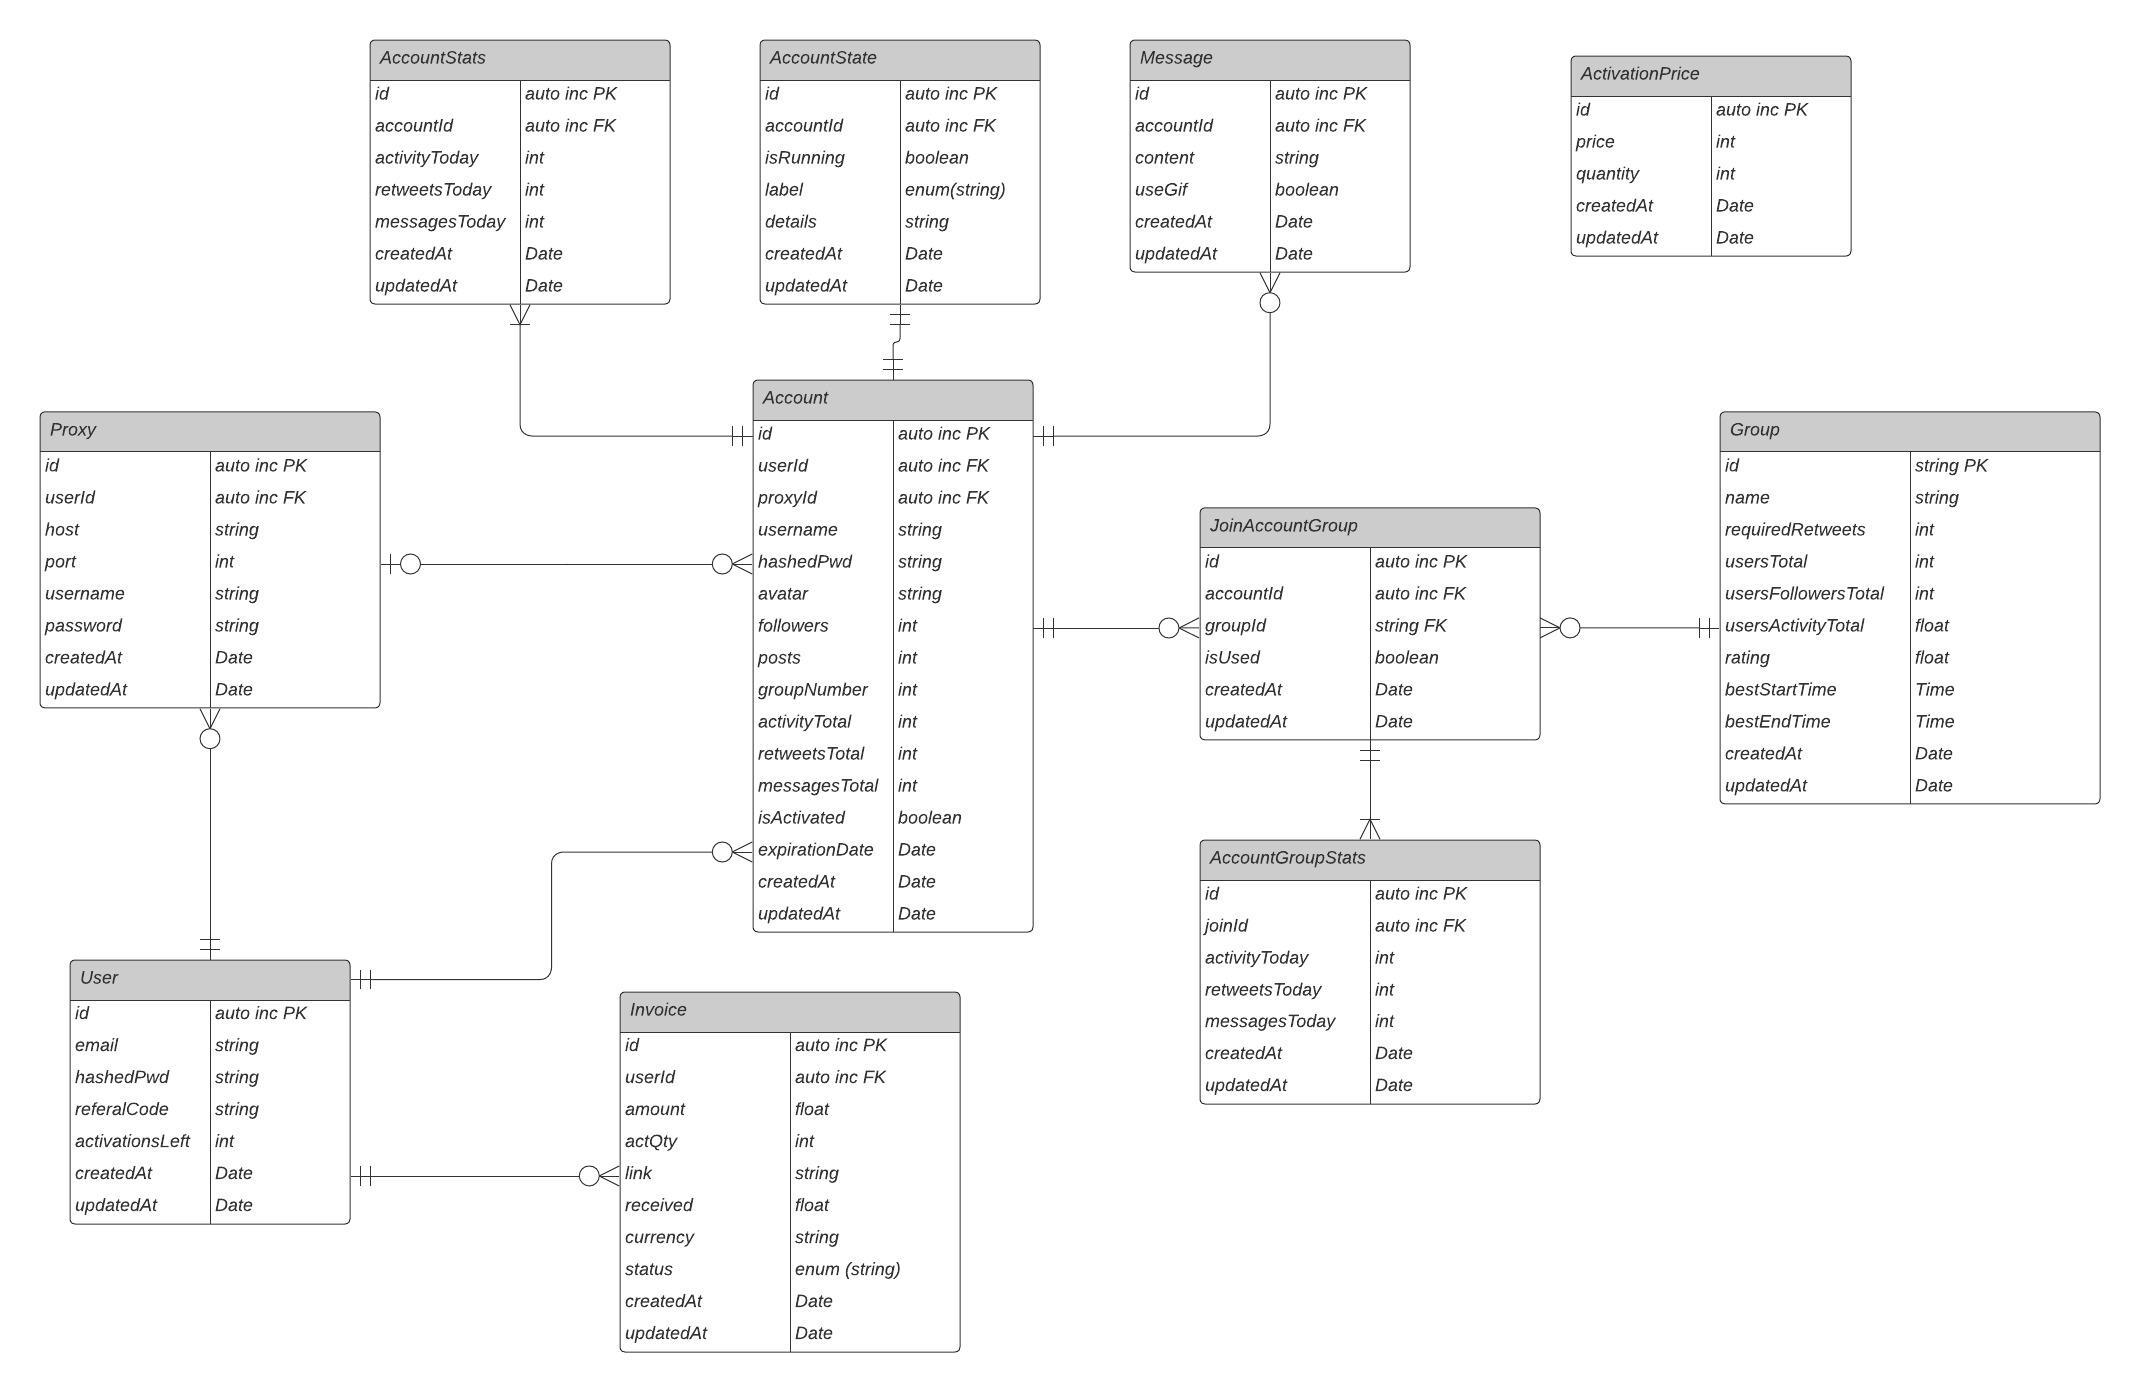 AccountStats
id auto inc PK
accountId auto inc FK
activityToday int
retweetsToday int
messagesToday int
createdAt Date
updatedAt Date
AccountState
id auto inc PK
accountId auto inc FK
isRunning boolean
label enum(string)
details string
createdAt Date
updatedAt Date
Message
id auto inc PK
accountId auto inc FK
content string
useGif boolean
createdAt Date
updatedAt Date
ActivationPrice
id auto inc PK
price int
quantity int
createdAt Date
updatedAt Date
Proxy
id auto inc PK
userId auto inc FK
host string
port int
username string
password string
createdAt Date
updatedAt Date
Account
id auto inc PK
userId auto inc FK
proxyId auto inc FK
username string
hashedPwd string
avatar string
followers int
posts int
groupNumber int
activityTotal int
retweetsTotal int
messagesTotal int
isActivated boolean
expirationDate Date
createdAt Date
updatedAt Date
JoinAccountGroup
id auto inc PK
accountId auto inc FK
groupId string FK
isUsed boolean
createdAt Date
updatedAt Date
Group
id string PK
name string
requiredRetweets int
usersTotal int
usersFollowersTotal int
usersActivityTotal float
rating float
bestStartTime Time
bestEndTime Time
createdAt Date
updatedAt Date
AccountGroupStats
id auto inc PK
joinId auto inc FK
activityToday int
retweetsToday int
messagesToday int
createdAt Date
updatedAt Date
User
id auto inc PK
email string
hashedPwd string
referalCode string
activationsLeft int
createdAt Date
updatedAt Date
Invoice
id auto inc PK
userId auto inc FK
amount float
actQty int
link string
received float
currency string
status enum (string)
createdAt Date
updatedAt Date